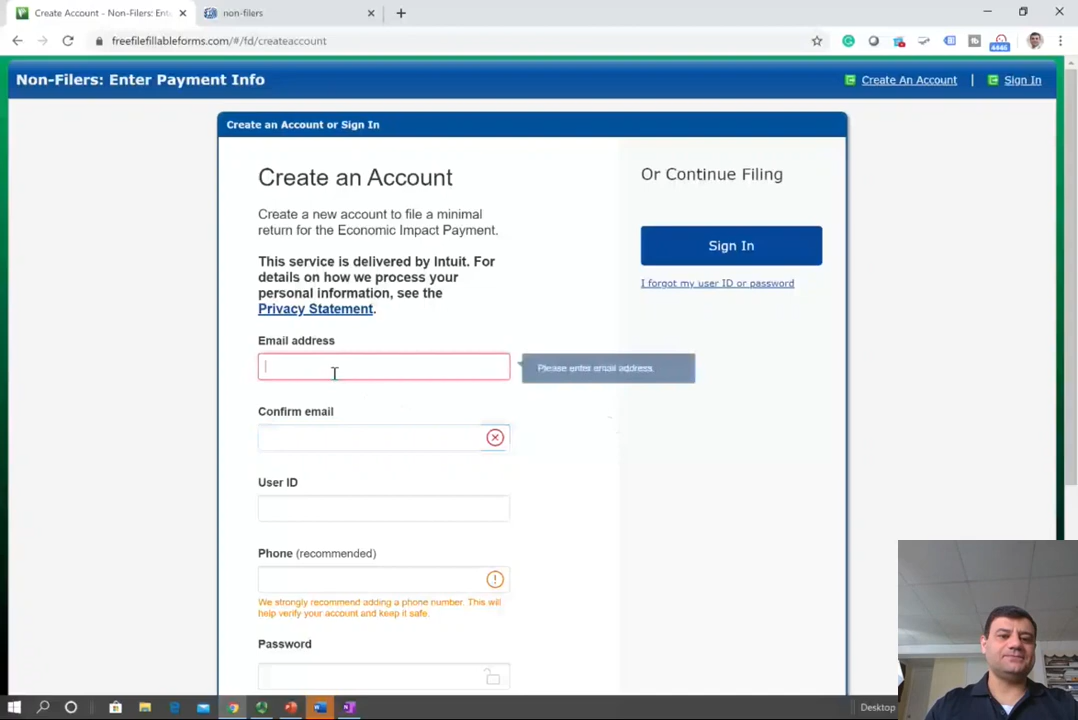 Create Account - Non-Filers: Ente
non-filers
freefilefillableforms.com/#/fd/createaccount
4446
Non-Filers: Enter Payment Info
Create An Account | Sign In
Create an Account or Sign In
Create an Account
Or Continue Filing
Create a new account to file a minimal
return for the Economic Impact Payment.
Sign In
This service is delivered by Intuit. For
details on how we process your
personal information, see the
Privacy Statement.
I forgot my user ID or password
Email address
Please enter email address.
Confirm email
User ID
Phone (recommended)
We strongly recommend adding a phone number. This will
help verify your account and keep it safe.
Password
Desktop